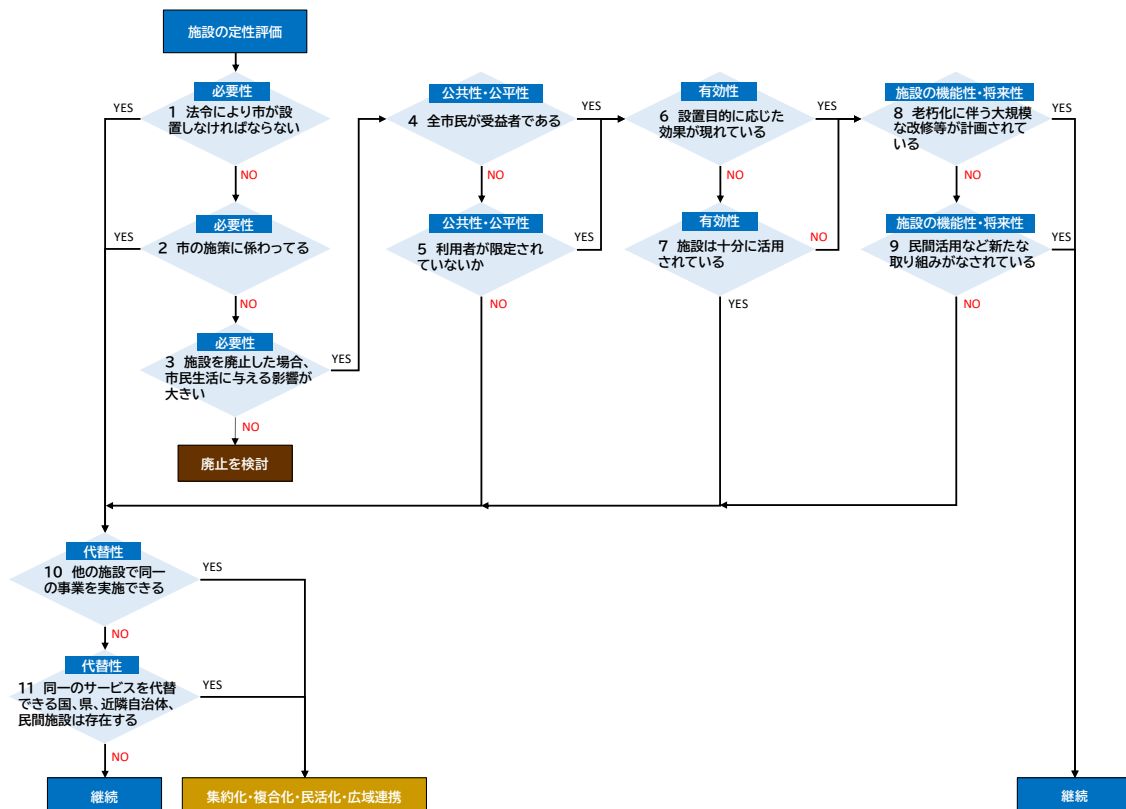 施設の定性評価
必要性
YES
1 法令により市が設
置しなければならない
NO
必要性
YES
2 市の施策に係わってる
NO
必要性
YES
3 施設を廃止した場合、
市民生活に与える影響が
大きい
NO
廃止を検討
公共性・公平性
YES
4 全市民が受益者である
NO
公共性・公平性
YES
5 利用者が限定され
ていないか
NO
有効性
YES
6 設置目的に応じた
効果が現れている
NO
有効性
7 施設は十分に活用
されている
NO
YES
施設の機能性・将来性
YES
8 老朽化に伴う大規模
な改修等が計画されて
いる
NO
施設の機能性・将来性
YES
9 民間活用など新たな
取り組みがなされている
NO
代替性
YES
10 他の施設で同一
の事業を実施できる
NO
代替性
YES
11 同一のサービスを代替
できる国、県、近隣自治体、
民間施設は存在する
NO
継続
集約化・複合化・民活化・広域連携
継続